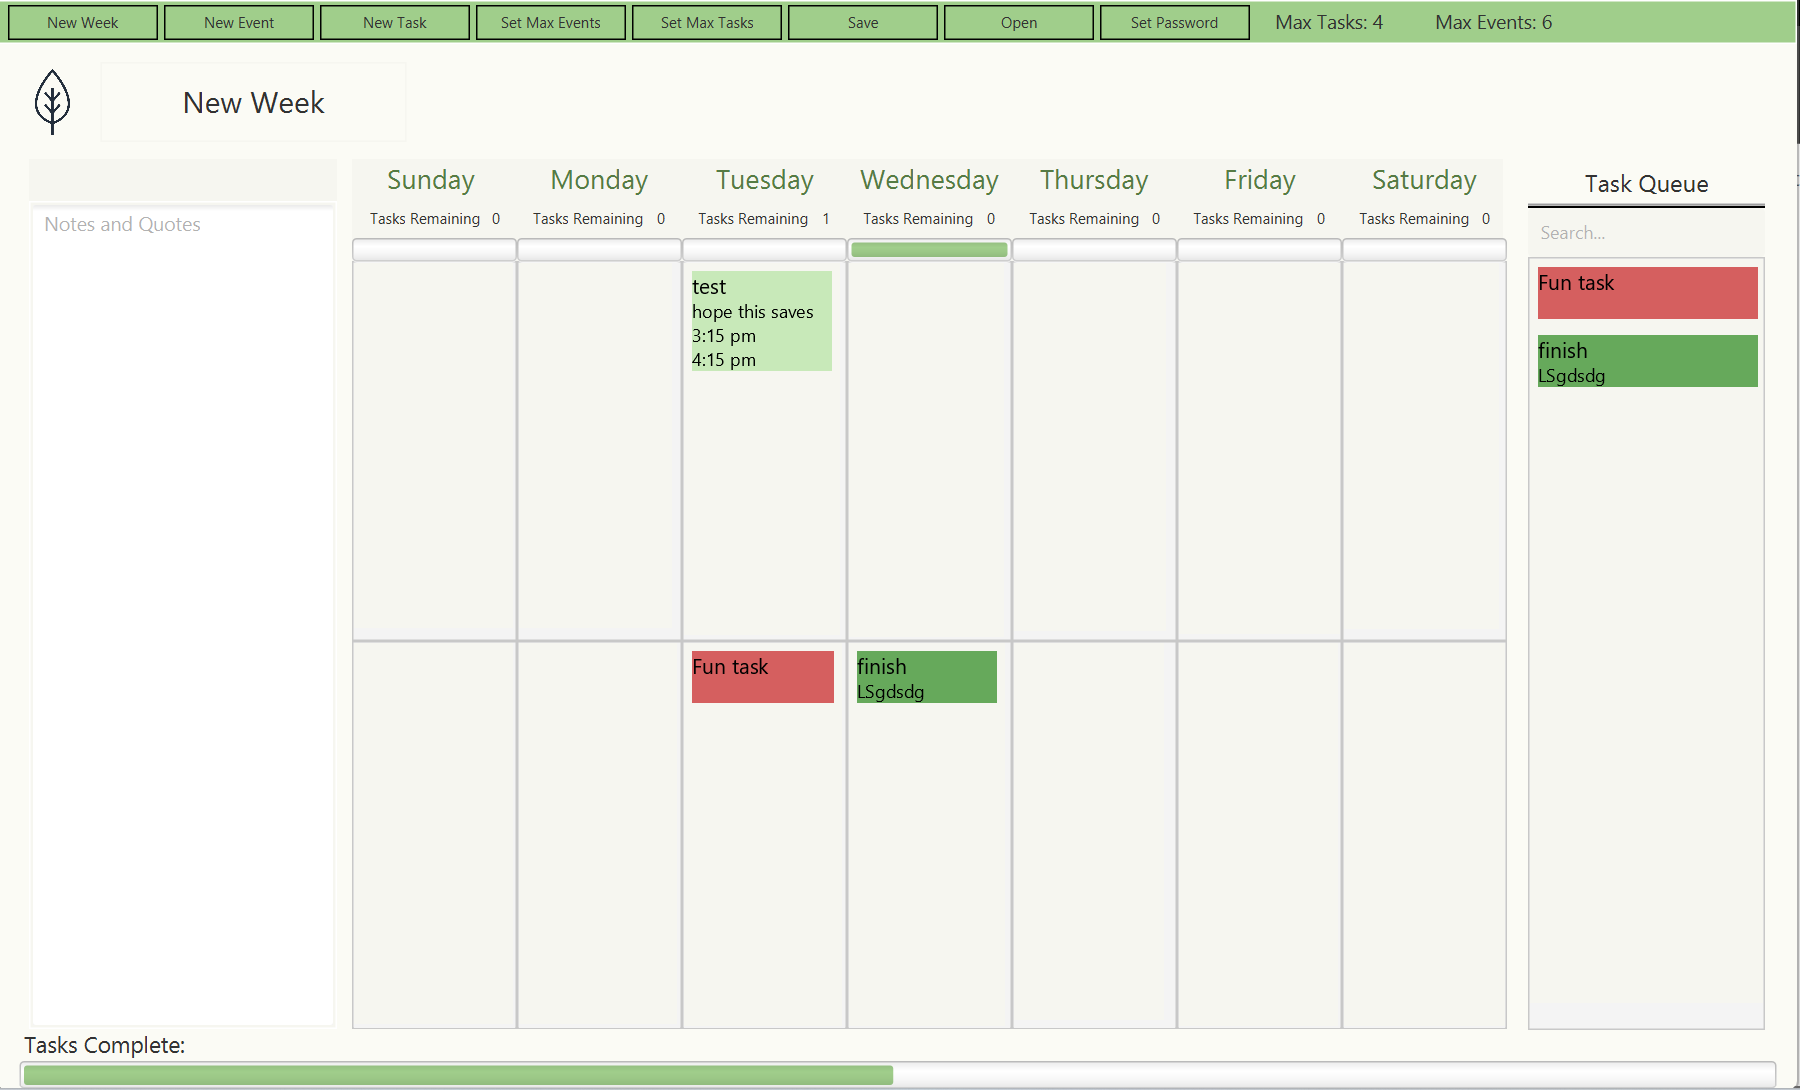 New Week New Event New Task Set Max Events Set Max Tasks Save Open Set Password Max Tasks: 4 Max Events: 6
New Week
Sunday Monday Tuesday Wednesday Thursday Friday Saturday
Tasks Remaining 0 Tasks Remaining 0 Tasks Remaining 1 Tasks Remaining 0 Tasks Remaining 0 Tasks Remaining 0 Tasks Remaining 0
Notes and Quotes
test
hope this saves
3:15 pm
4:15 pm
Fun task
finish
LSgdsdg
Task Queue
Search...
Fun task
finish
LSgdsdg
Tasks Complete: